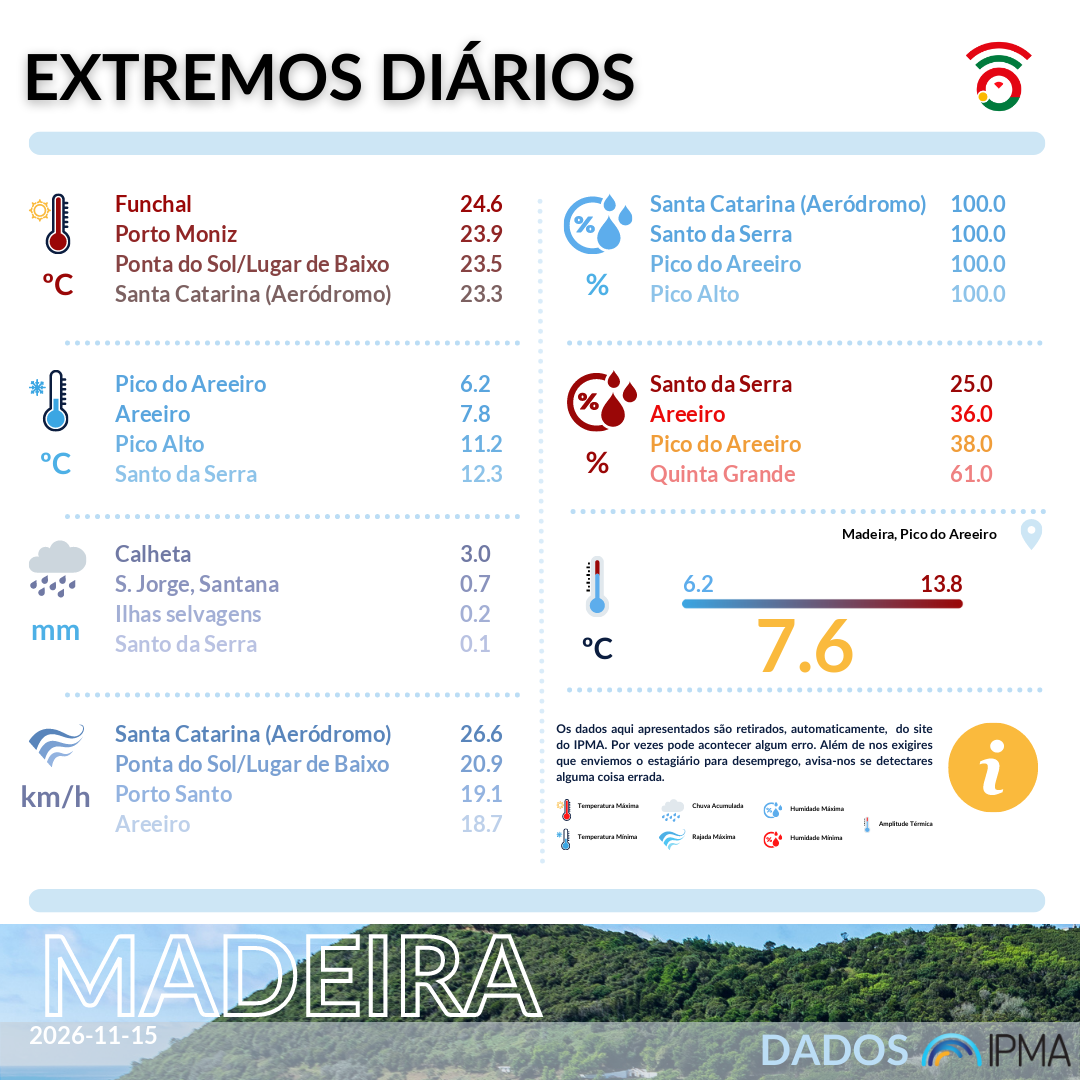 EXTREMOS DIÁRIOS
Funchal 24.6
Porto Moniz 23.9
Ponta do Sol/Lugar de Baixo 23.5
Santa Catarina (Aeródromo) 23.3
ºC
Pico do Areeiro 6.2
Areeiro 7.8
Pico Alto 11.2
Santo da Serra 12.3
ºC
Calheta 3.0
S. Jorge, Santana 0.7
Ilhas selvagens 0.2
Santo da Serra 0.1
mm
Santa Catarina (Aeródromo) 26.6
Ponta do Sol/Lugar de Baixo 20.9
Porto Santo 19.1
Areeiro 18.7
km/h
%
Santa Catarina (Aeródromo) 100.0
Santo da Serra 100.0
Pico do Areeiro 100.0
Pico Alto 100.0
%
%
Santo da Serra 25.0
Areeiro 36.0
Pico do Areeiro 38.0
Quinta Grande 61.0
%
Madeira, Pico do Areeiro
6.2 13.8
7.6
ºC
Os dados aqui apresentados são retirados, automaticamente, do site
do IPMA. Por vezes pode acontecer algum erro. Além de nos exigires
que enviemos o estagiário para desemprego, avisa-nos se detectares
alguma coisa errada.
i
Temperatura Máxima
Chuva Acumulada
Humidade Máxima
Amplitude Térmica
Temperatura Mínima
Rajada Máxima
Humidade Mínima
MADEIRA
2026-11-15
DADOS IPMA